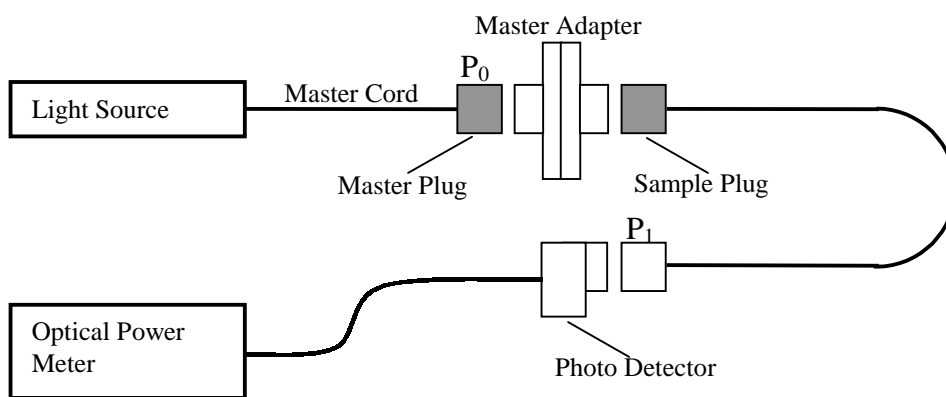 Master Adapter
P₀
Light Source
Master Cord
Master Plug
Sample Plug
P₁
Optical Power
Meter
Photo Detector